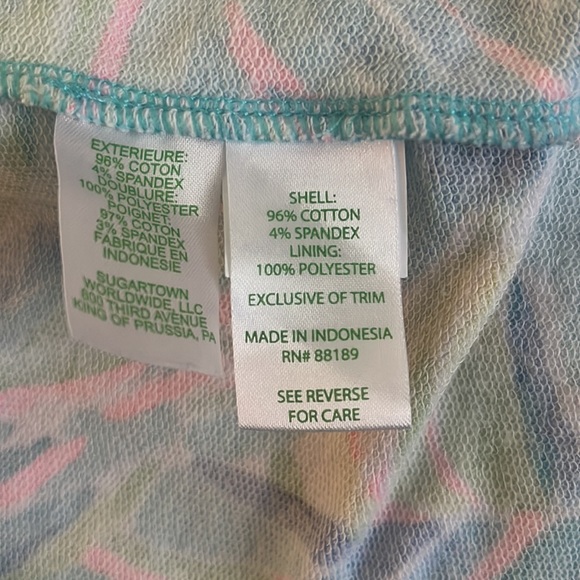 EXTERIEURE:
96% COTON
4% SPANDEX
DOUBLURE:
100% POLYESTER
POIGNET:
97% COTON
3% SPANDEX
FABRIQUE EN
INDONESIE
SUGARTOWN
WORLDWIDE, LLC
800 THIRD AVENUE
KING OF PRUSSIA, PA
SHELL:
96% COTTON
4% SPANDEX
LINING:
100% POLYESTER
EXCLUSIVE OF TRIM
MADE IN INDONESIA
RN# 88189
SEE REVERSE
FOR CARE